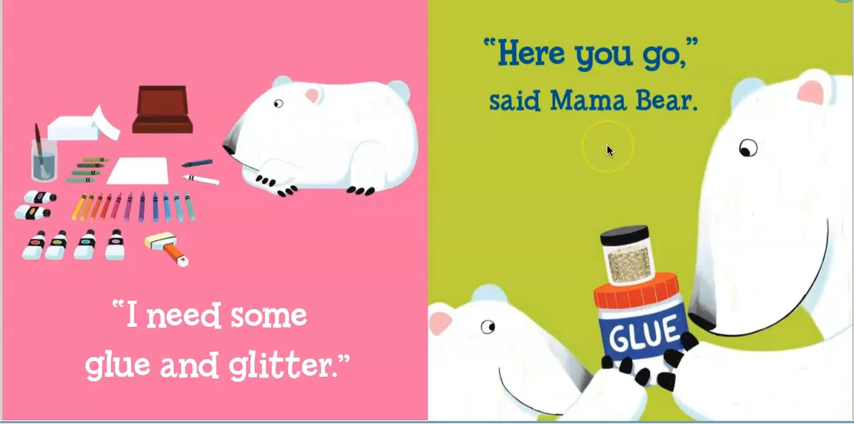 “I need some
glue and glitter.”
“Here you go,”
said Mama Bear.
GLUE